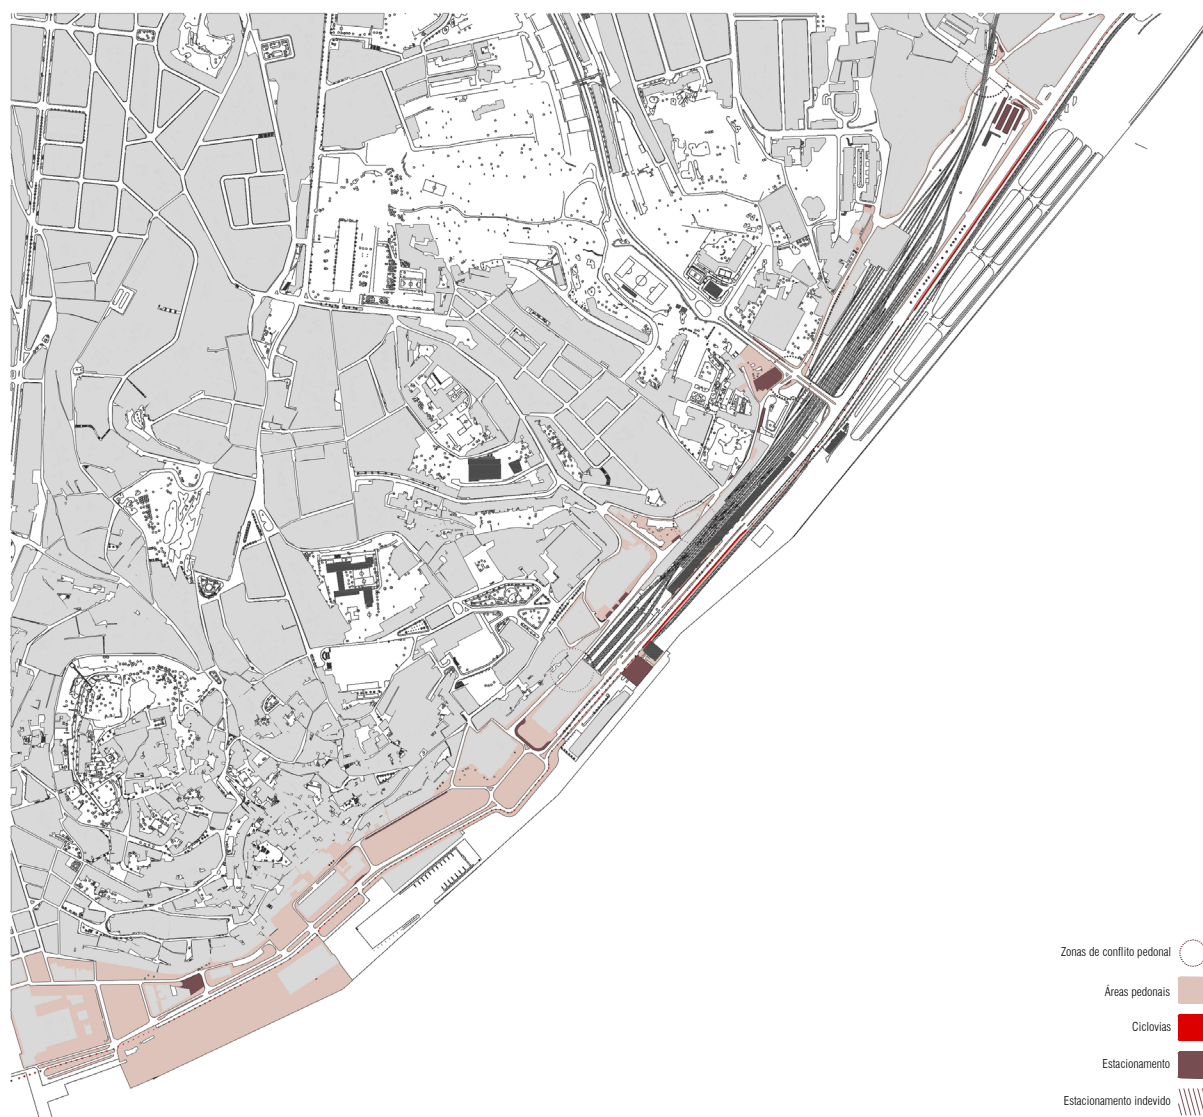 Zonas de conflito pedonal
Áreas pedonais
Ciclovias
Estacionamento
Estacionamento indevido